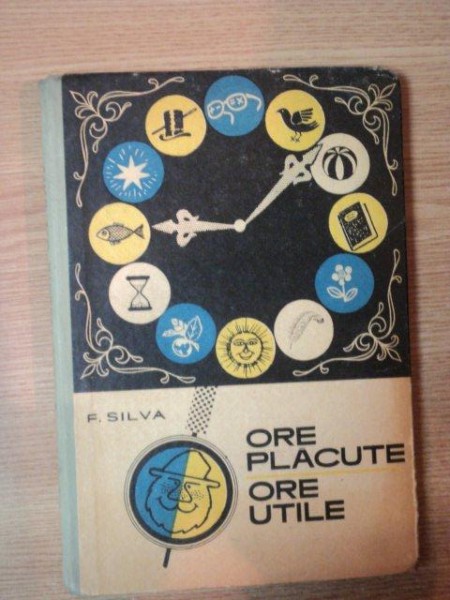 F. SILVA
ORE
PLACUTE
ORE
UTILE